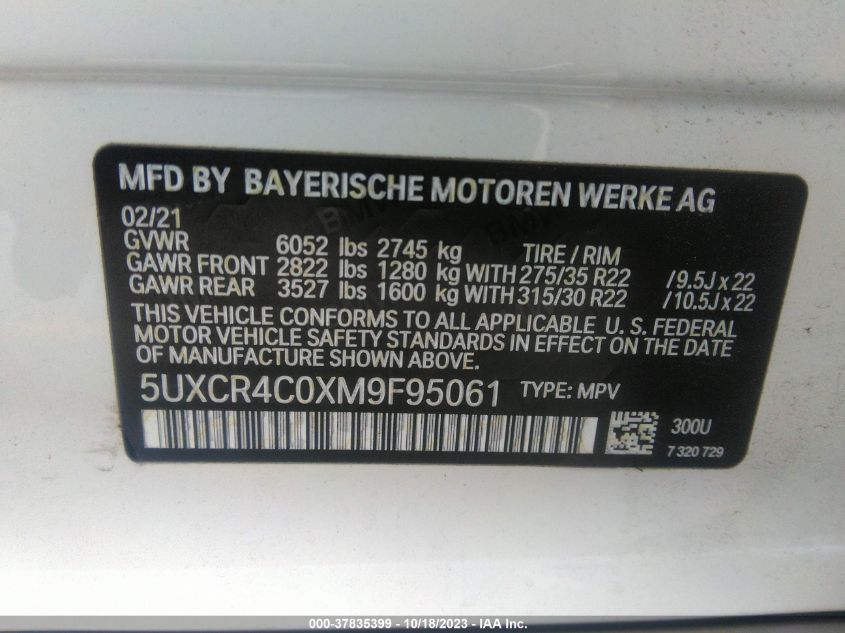 MFD BY BAYERISCHE MOTOREN WERKE AG
02/21
GVWR 6052 lbs 2745 kg TIRE / RIM
GAWR FRONT 2822 lbs 1280 kg WITH 275/35 R22 /9.5J x 22
GAWR REAR 3527 lbs 1600 kg WITH 315/30 R22 /10.5J x 22
THIS VEHICLE CONFORMS TO ALL APPLICABLE U. S. FEDERAL
MOTOR VEHICLE SAFETY STANDARDS IN EFFECT ON THE DATE
OF MANUFACTURE SHOWN ABOVE.
5UXCR4C0XM9F95061 TYPE: MPV
300U
7 320 729
000-37835399 - 10/18/2023 - IAA Inc.